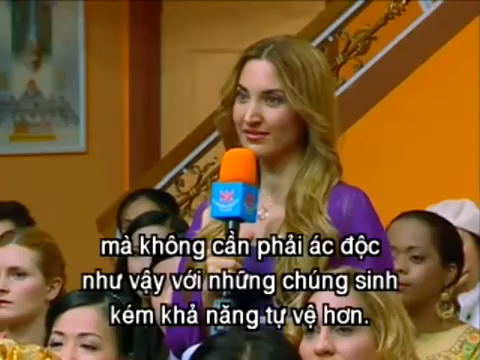 mà không cần phải ác độc
như vậy với những chúng sinh
kém khả năng tự vệ hơn.